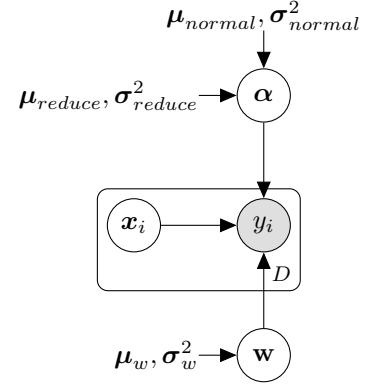 μ_normal, σ²_normal
μ_reduce, σ²_reduce
α
x_i
y_i
D
μ_w, σ²_w
w